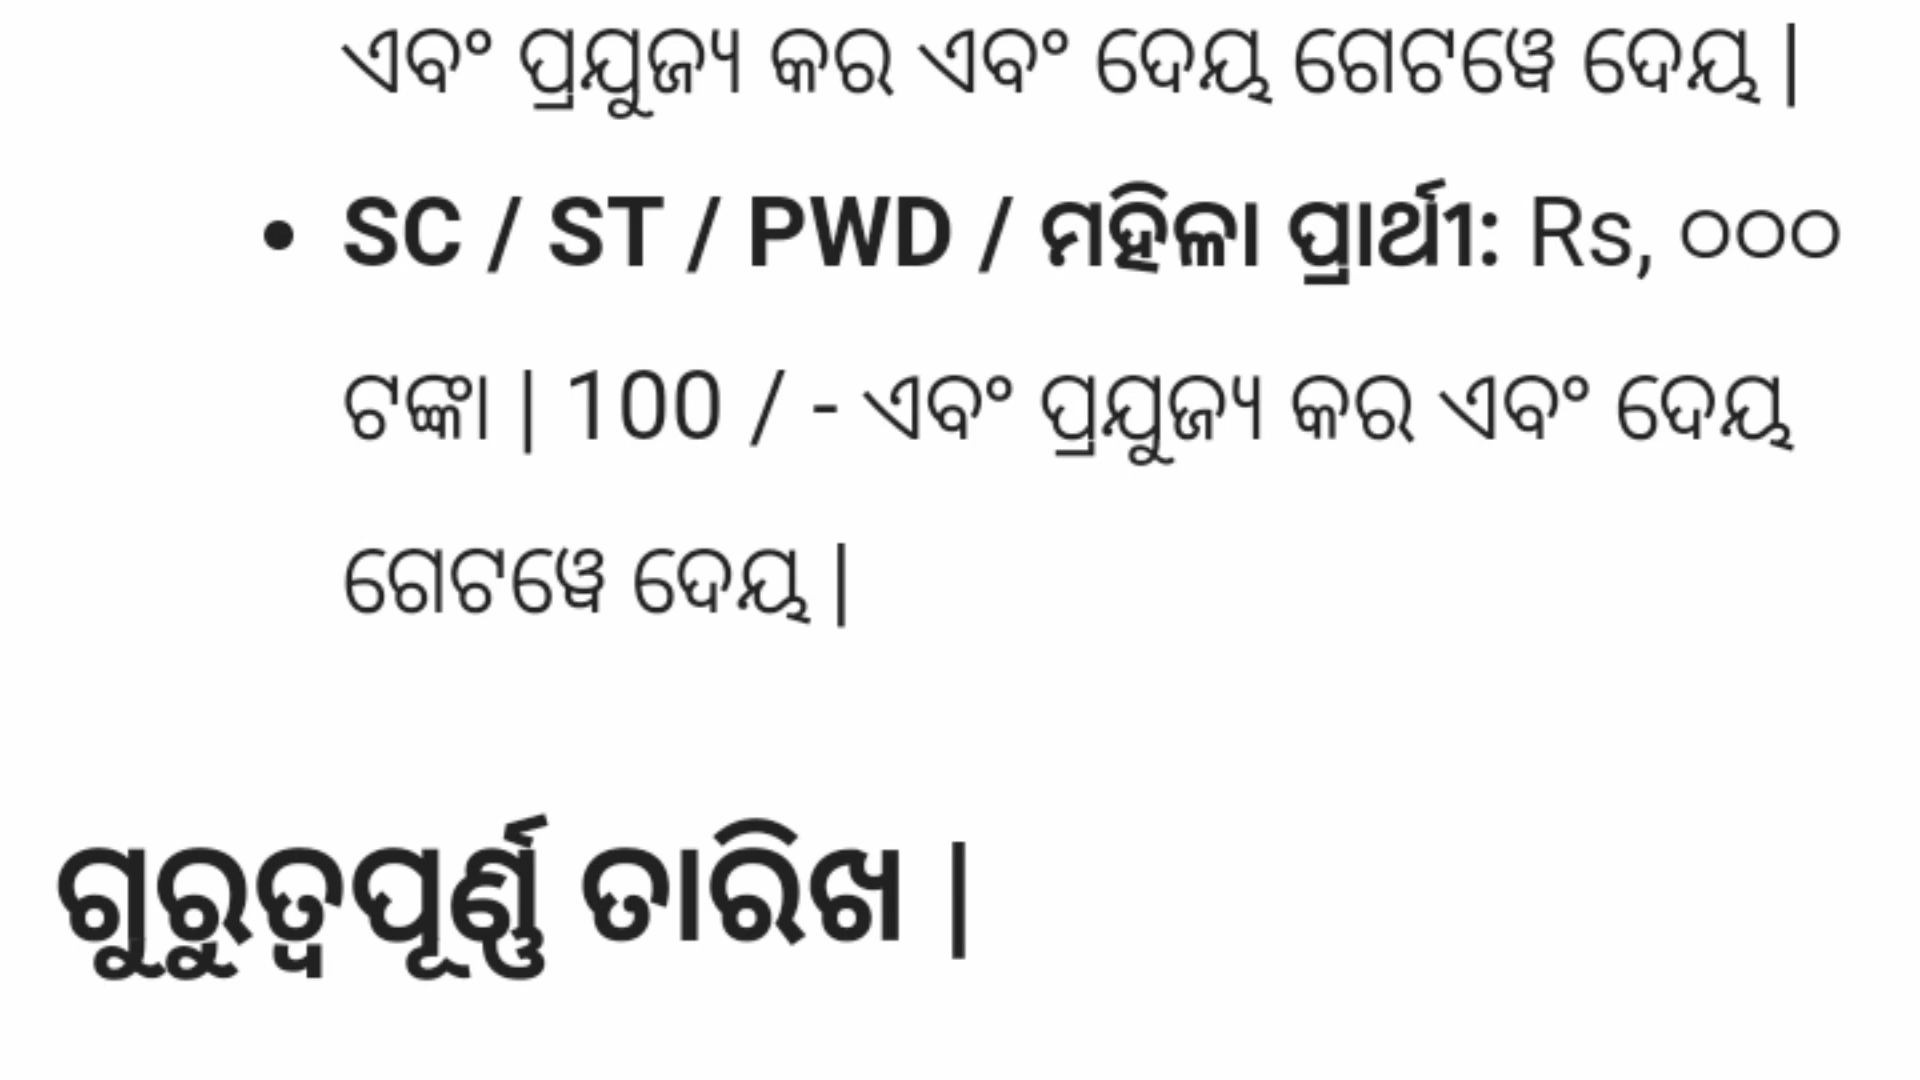 ଏବଂ ପ୍ରଯୁଜ୍ୟ କର ଏବଂ ଦେୟ ଗେଟୱେ ଦେୟ |
• SC / ST / PWD / ମହିଳା ପ୍ରାର୍ଥୀ: Rs, ୦୦୦
ଟଙ୍କା | 100 / - ଏବଂ ପ୍ରଯୁଜ୍ୟ କର ଏବଂ ଦେୟ
ଗେଟୱେ ଦେୟ |
ଗୁରୁତ୍ୱପୂର୍ଣ୍ଣ ତାରିଖ |